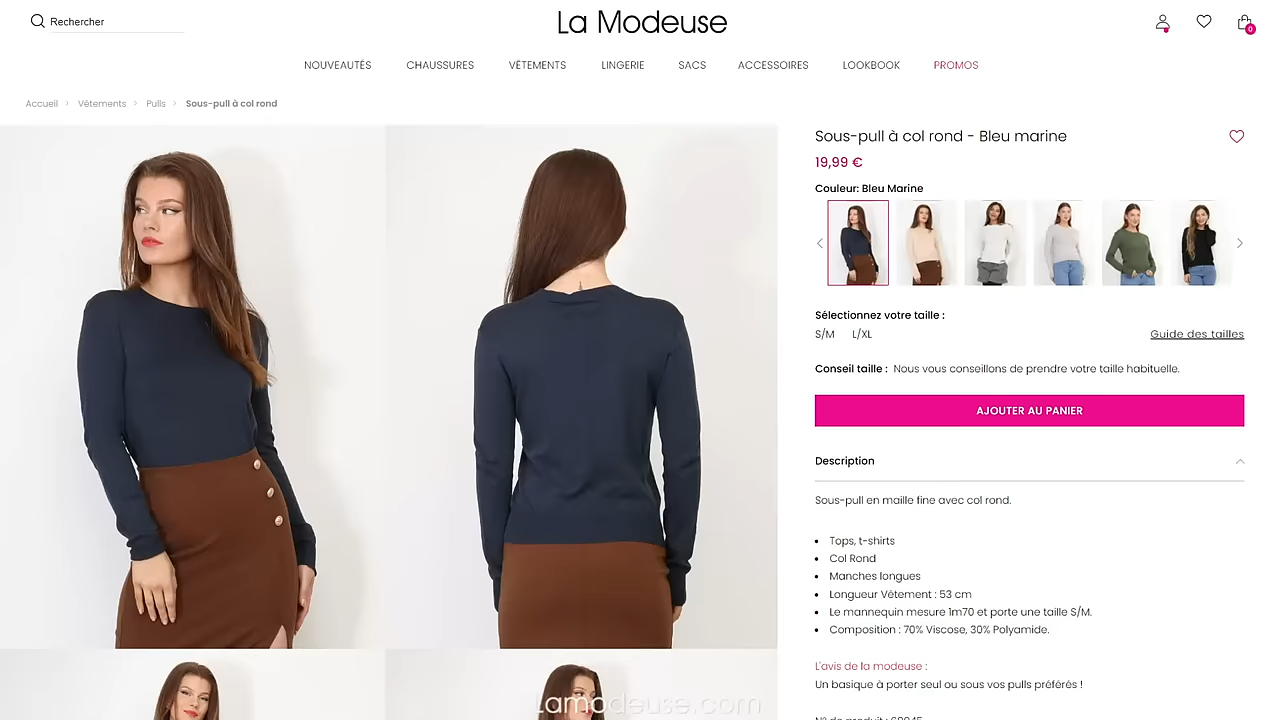 Rechercher
La Modeuse
0
NOUVEAUTÉS CHAUSSURES VÊTEMENTS LINGERIE SACS ACCESSOIRES LOOKBOOK PROMOS
Accueil > Vêtements > Pulls > Sous-pull à col rond
Sous-pull à col rond - Bleu marine
19,99 €
Couleur: Bleu Marine
Sélectionnez votre taille :
S/M L/XL Guide des tailles
Conseil taille : Nous vous conseillons de prendre votre taille habituelle.
AJOUTER AU PANIER
Description
Sous-pull en maille fine avec col rond.
• Tops, t-shirts
• Col Rond
• Manches longues
• Longueur Vêtement : 53 cm
• Le mannequin mesure 1m70 et porte une taille S/M.
• Composition : 70% Viscose, 30% Polyamide.
L'avis de la modeuse :
Un basique à porter seul ou sous vos pulls préférés !
Lamodeuse.com